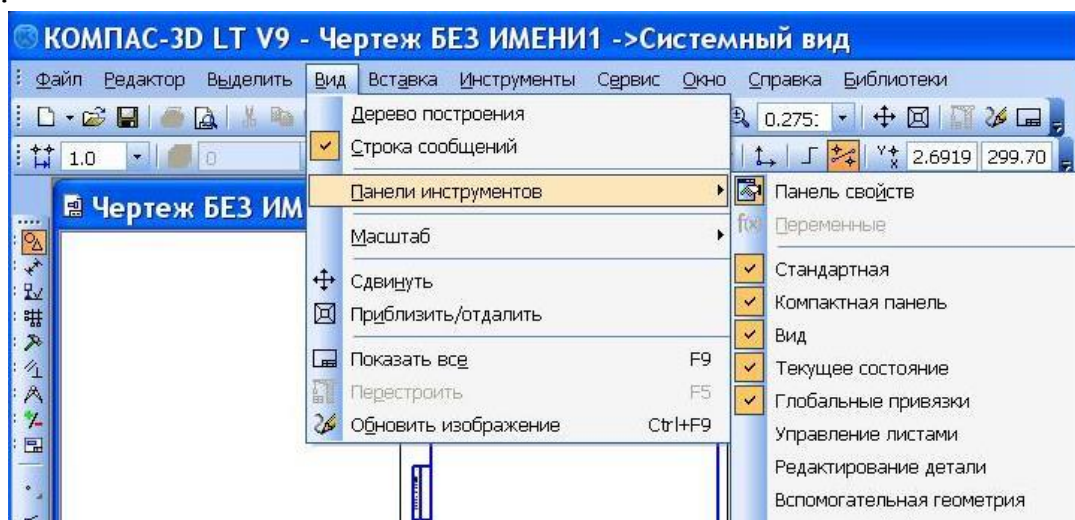 КОМПАС-3D LT V9 - Чертеж БЕЗ ИМЕНИ1 ->Системный вид
Файл Редактор Выделить Вид Вставка Инструменты Сервис Окно Справка Библиотеки
0.275:
1.0 0 2.6919 299.70
Чертеж БЕЗ ИМ
Дерево построения
Строка сообщений
Панели инструментов
Масштаб
Сдвинуть
Приблизить/отдалить
Показать все F9
Перестроить F5
Обновить изображение Ctrl+F9
Панель свойств
f(x) Переменные
Стандартная
Компактная панель
Вид
Текущее состояние
Глобальные привязки
Управление листами
Редактирование детали
Вспомогательная геометрия